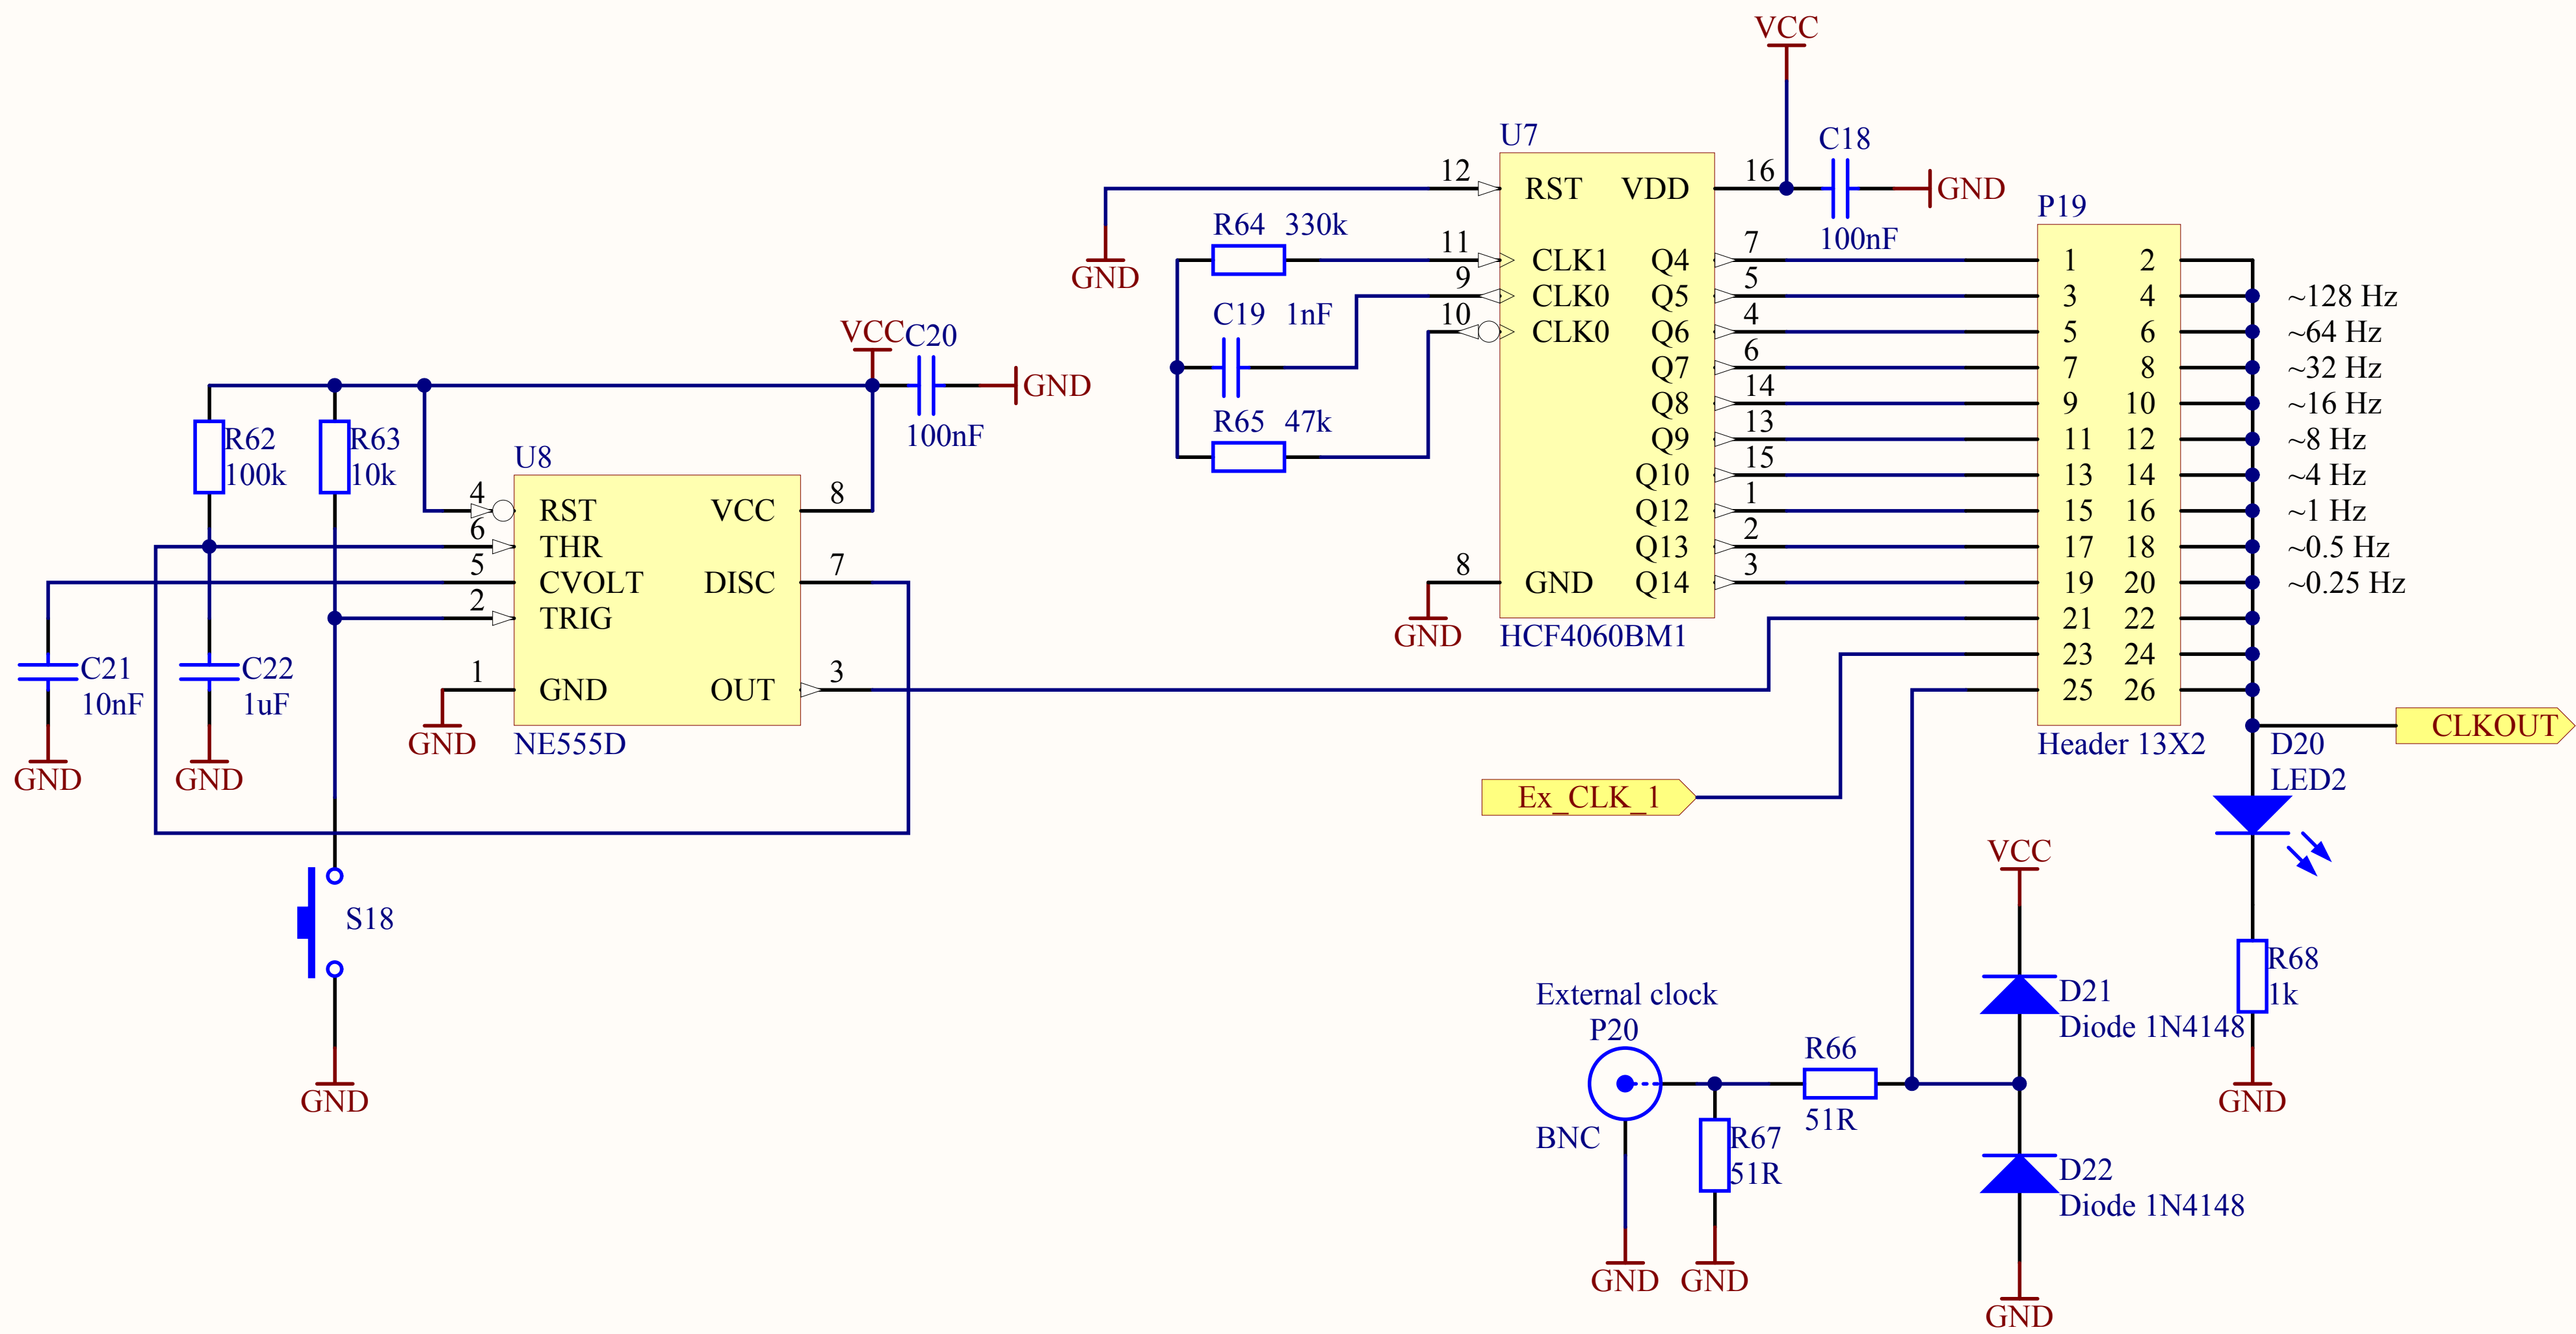 VCC
U7
C18
12
RST
VDD
16
GND
100nF
GND
R64 330k
11
CLK1
Q4
7
9
CLK0
Q5
5
C19 1nF
10
CLK0
Q6
4
Q7
6
R65 47k
Q8
14
Q9
13
Q10
15
Q12
1
Q13
2
8
GND
Q14
3
GND
HCF4060BM1
P19
1 2
3 4
5 6
7 8
9 10
11 12
13 14
15 16
17 18
19 20
21 22
23 24
25 26
Header 13X2
~128 Hz
~64 Hz
~32 Hz
~16 Hz
~8 Hz
~4 Hz
~1 Hz
~0.5 Hz
~0.25 Hz
CLKOUT
D20
LED2
R68
1k
GND
VCC
C20
GND
100nF
R62
100k
R63
10k
U8
4
RST
VCC
8
6
THR
5
CVOLT
DISC
7
2
TRIG
1
GND
OUT
3
GND
NE555D
C21
10nF
GND
C22
1uF
GND
S18
GND
Ex_CLK_1
VCC
D21
Diode 1N4148
External clock
P20
BNC
R66
51R
R67
51R
D22
Diode 1N4148
GND
GND
GND